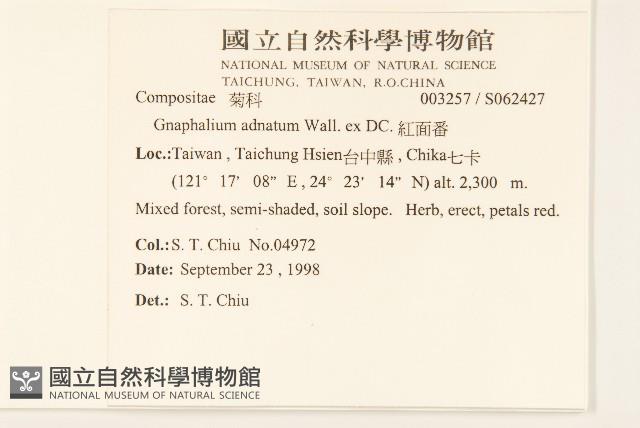 國立自然科學博物館
NATIONAL MUSEUM OF NATURAL SCIENCE
TAICHUNG, TAIWAN, R.O.CHINA
Compositae 菊科 003257 / S062427
Gnaphalium adnatum Wall. ex DC. 紅面番
Loc.:Taiwan , Taichung Hsien台中縣 , Chika七卡
(121° 17' 08" E , 24° 23' 14" N) alt. 2,300 m.
Mixed forest, semi-shaded, soil slope. Herb, erect, petals red.
Col.: S. T. Chiu No.04972
Date: September 23 , 1998
Det.: S. T. Chiu
國立自然科學博物館
NATIONAL MUSEUM OF NATURAL SCIENCE